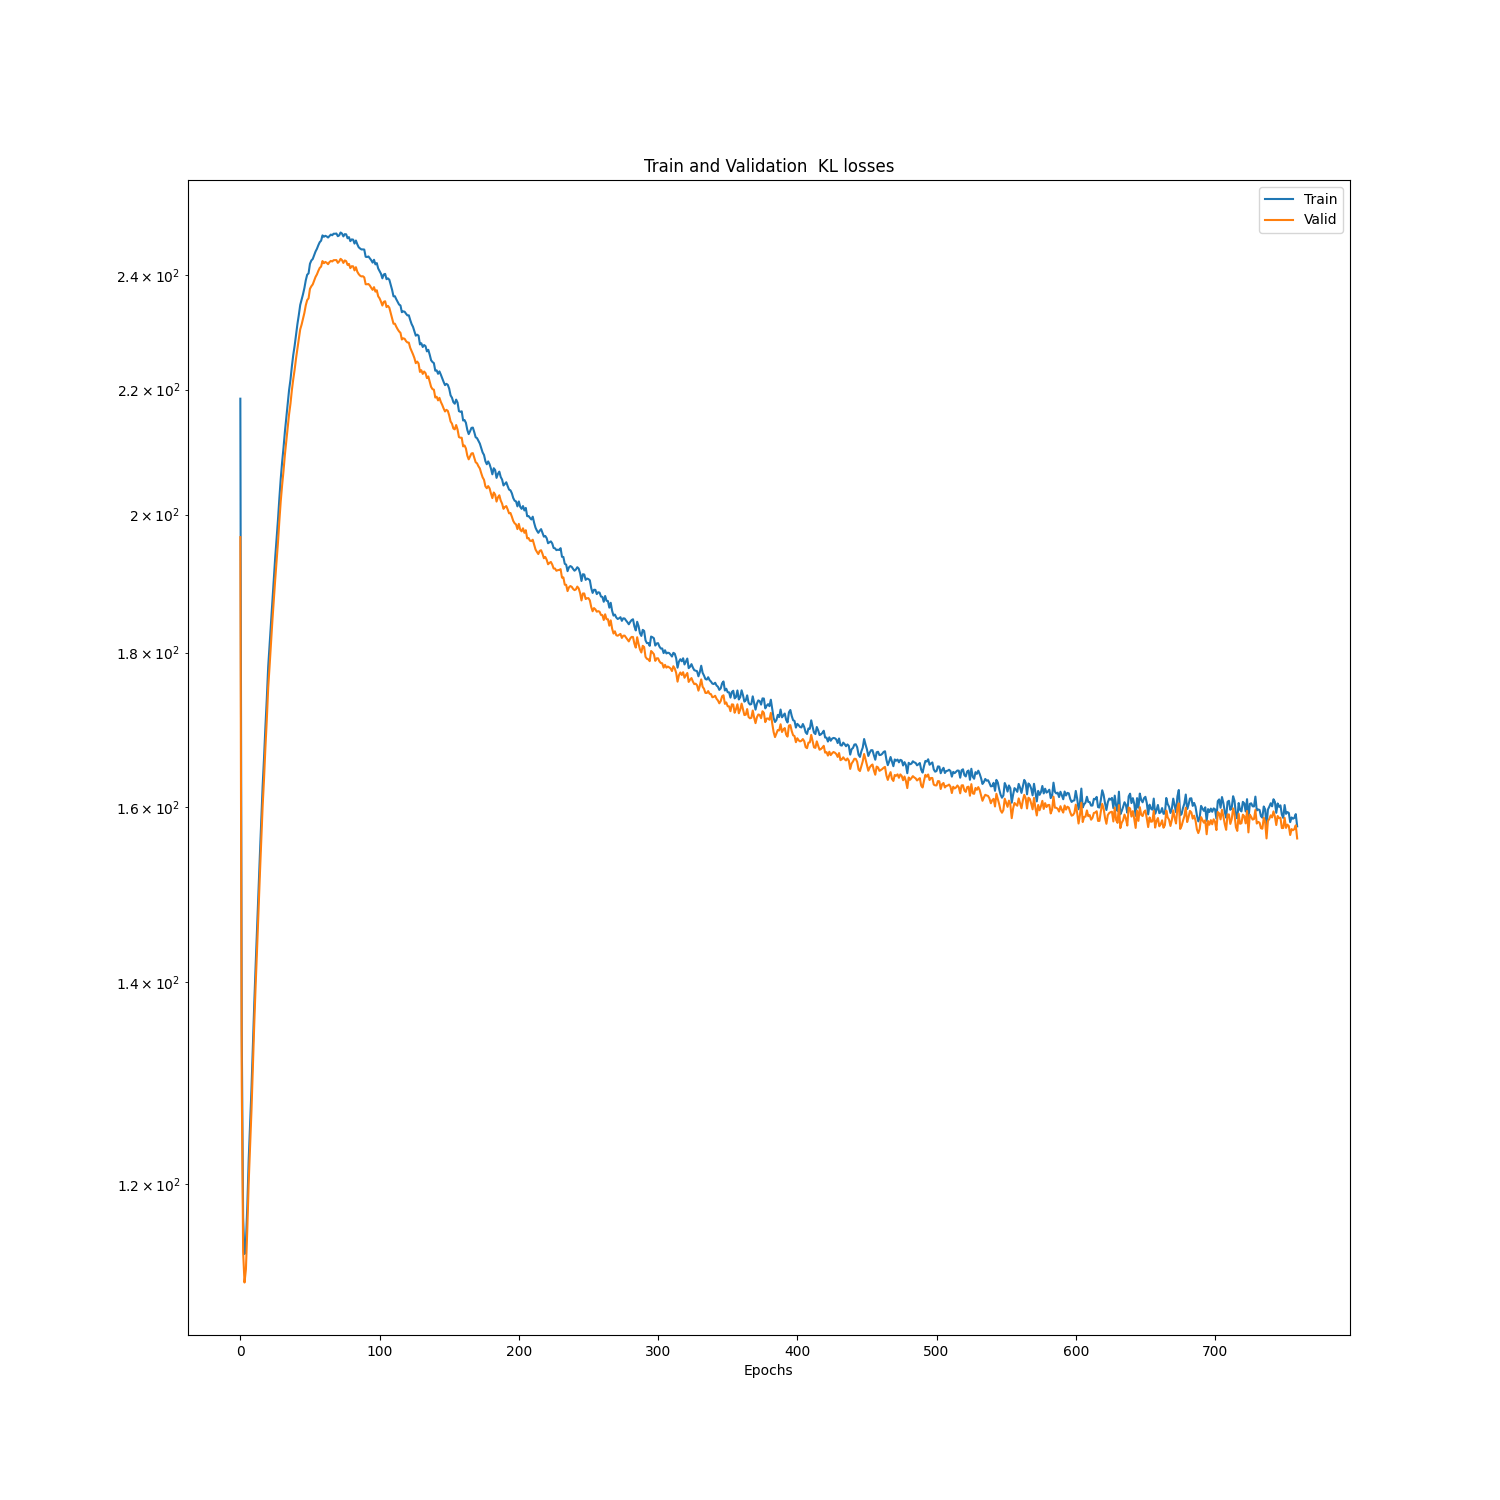 Train and Validation  KL losses
Train
Valid
2.4 × 10²
2.2 × 10²
2 × 10²
1.8 × 10²
1.6 × 10²
1.4 × 10²
1.2 × 10²
0 100 200 300 400 500 600 700
Epochs